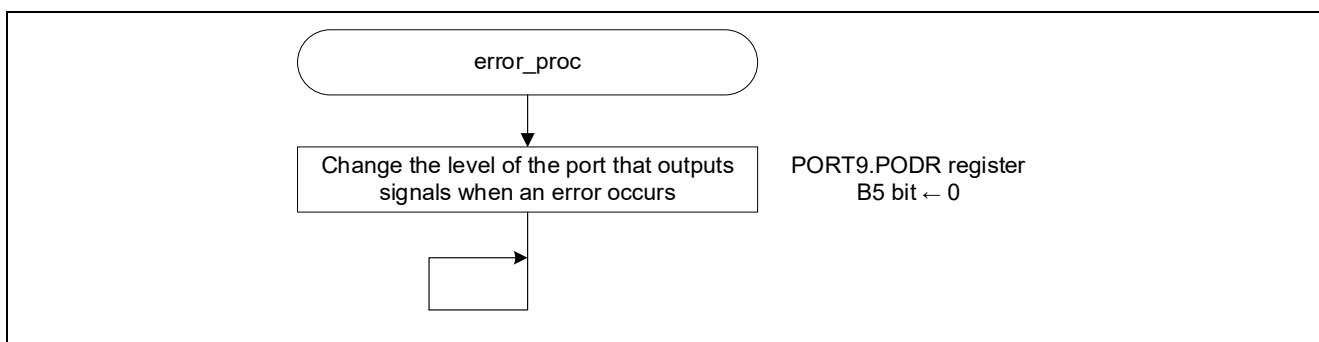 error_proc
Change the level of the port that outputs
signals when an error occurs
PORT9.PODR register
B5 bit ← 0